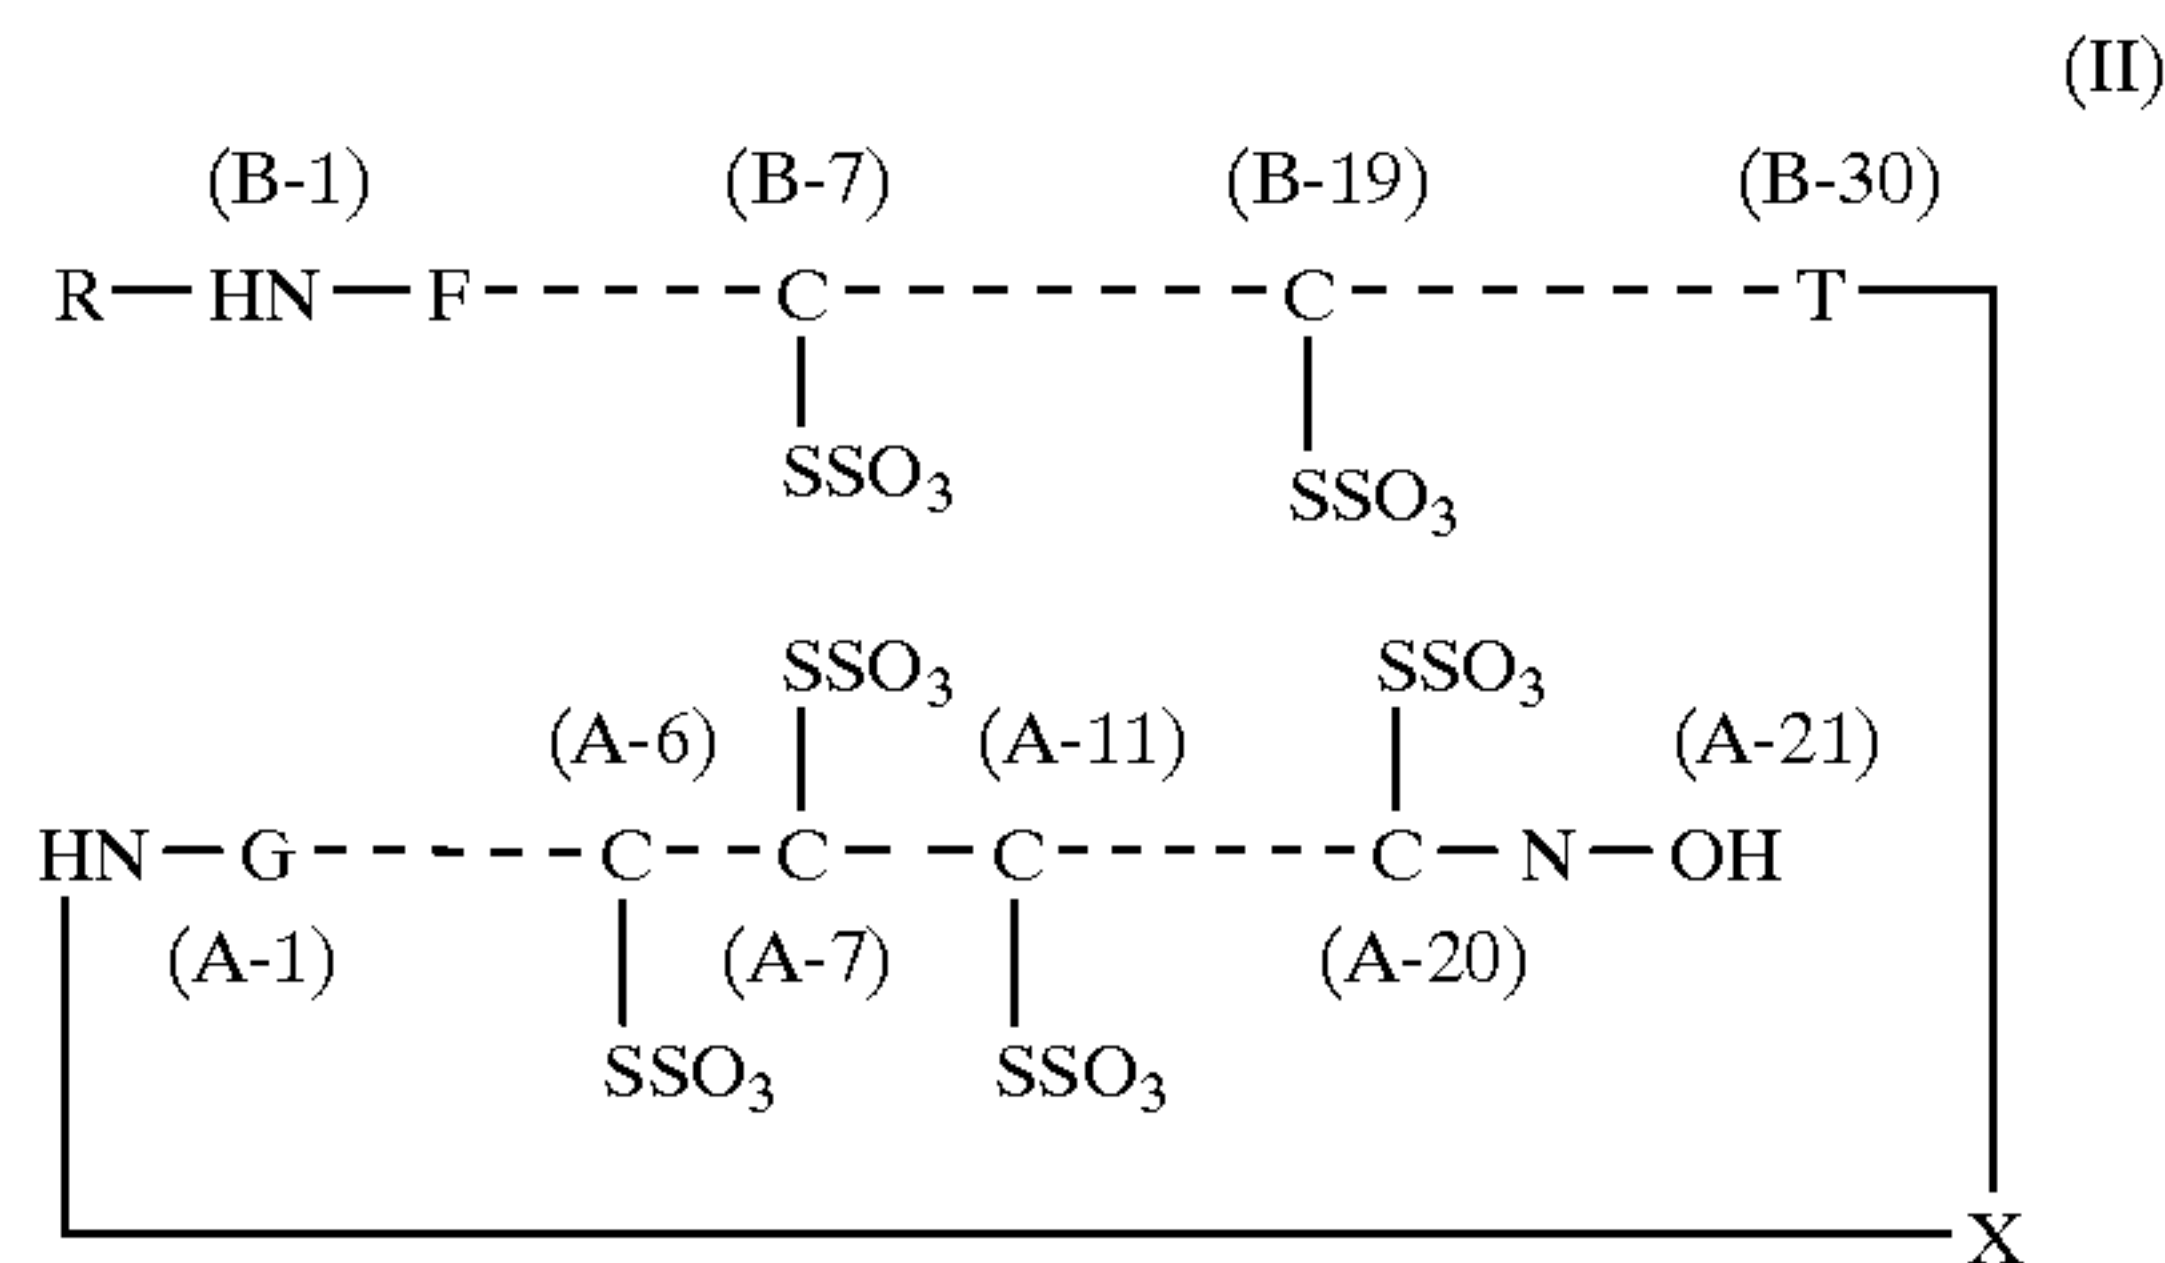 (II)
(B-1) (B-7) (B-19) (B-30)
R—HN—F--------C--------C--------T
SSO₃ SSO₃
SSO₃ SSO₃
(A-6) (A-11) (A-21)
HN—G--------C---C---C--------C—N—OH
(A-1) (A-7) (A-20)
SSO₃ SSO₃
X